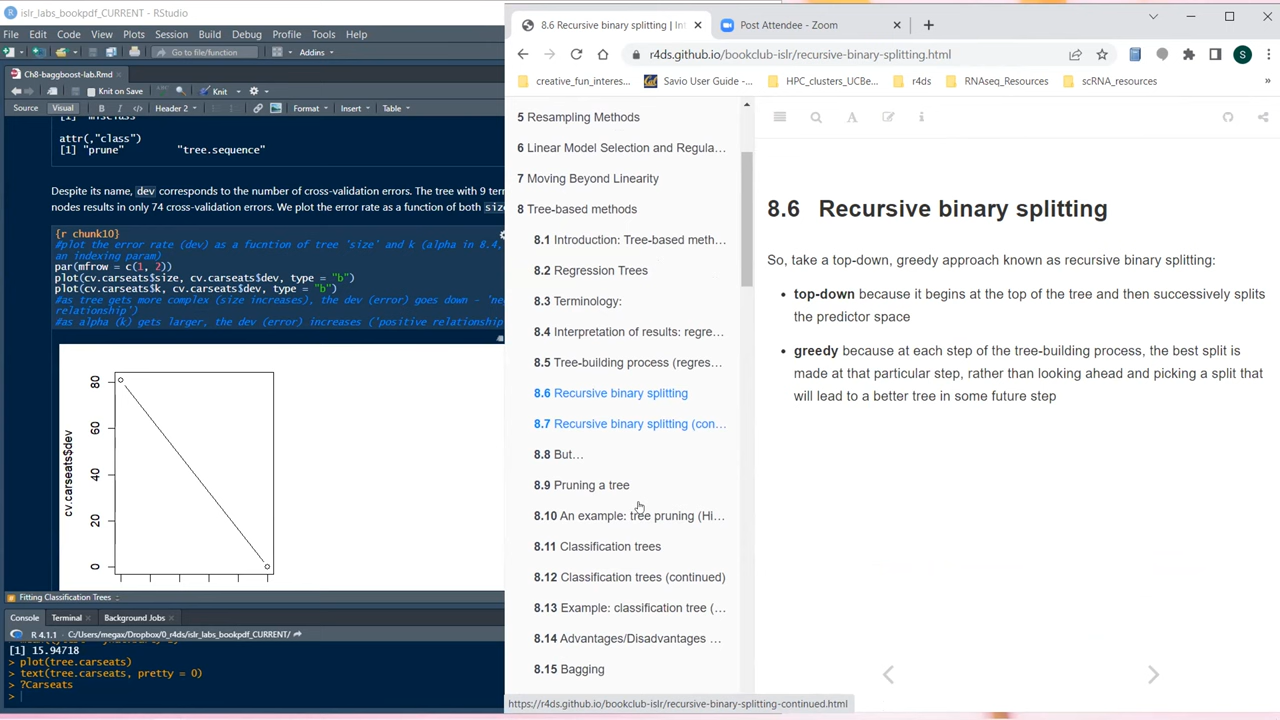 islr_labs_bookpdf_CURRENT/ - RStudio
File Edit Code View Plots Session Build Debug Profile Tools Help
Go to file/function
Addins
Ch8-baggboost-lab.Rmd
Knit on Save
Knit
Source Visual
B I </> Header 2
Format Insert Table
attr(,"class")
[1] "prune" "tree.sequence"
Despite its name, dev corresponds to the number of cross-validation errors. The tree with 9 ter
nodes results in only 74 cross-validation errors. We plot the error rate as a function of both siz
{r chunk10}
#plot the error rate (dev) as a fucntion of tree 'size' and k (alpha in 8.4,
an indexing param)
par(mfrow = c(1, 2))
plot(cv.carseats$size, cv.carseats$dev, type = "b")
plot(cv.carseats$k, cv.carseats$dev, type = "b")
#as tree gets more complex (size increases), the dev (error) goes down - 'ne
relationship')
#as alpha (k) gets larger, the dev (error) increases ('positive relationship
cv.carseats$dev
80
60
40
20
0
Fitting Classification Trees
Console Terminal Background Jobs
R 4.1.1 · C:/Users/megax/Dropbox/0_r4ds/islr_labs_bookpdf_CURRENT/
[1] 15.94718
> plot(tree.carseats)
> text(tree.carseats, pretty = 0)
> ?Carseats
>
8.6 Recursive binary splitting | Int
Post Attendee - Zoom
r4ds.github.io/bookclub-islr/recursive-binary-splitting.html
S
creative_fun_interes...
Savio User Guide -...
HPC_clusters_UCBe...
r4ds
RNAseq_Resources
scRNA_resources
»
5 Resampling Methods
6 Linear Model Selection and Regula...
7 Moving Beyond Linearity
8 Tree-based methods
8.1 Introduction: Tree-based meth...
8.2 Regression Trees
8.3 Terminology:
8.4 Interpretation of results: regre...
8.5 Tree-building process (regres...
8.6 Recursive binary splitting
8.7 Recursive binary splitting (con...
8.8 But...
8.9 Pruning a tree
8.10 An example: tree pruning (Hi...
8.11 Classification trees
8.12 Classification trees (continued)
8.13 Example: classification tree (...
8.14 Advantages/Disadvantages ...
8.15 Bagging
https://r4ds.github.io/bookclub-islr/recursive-binary-splitting-continued.html
A
i
8.6 Recursive binary splitting
So, take a top-down, greedy approach known as recursive binary splitting:
• top-down because it begins at the top of the tree and then successively splits
the predictor space
• greedy because at each step of the tree-building process, the best split is
made at that particular step, rather than looking ahead and picking a split that
will lead to a better tree in some future step